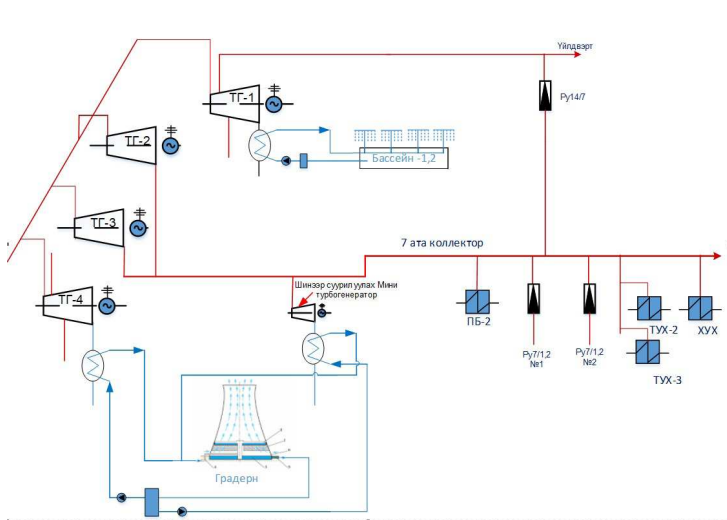 Үйлдвэрт
ТГ-1
Ру14/7
ТГ-2
Бассейн -1,2
ТГ-3
7 ата коллектор
ТГ-4
Шинээр суурилуулах Мини
турбогенератор
ПБ-2
ТУХ-2
ХУХ
Ру7/1,2
№1
Ру7/1,2
№2
ТУХ-3
Градерн